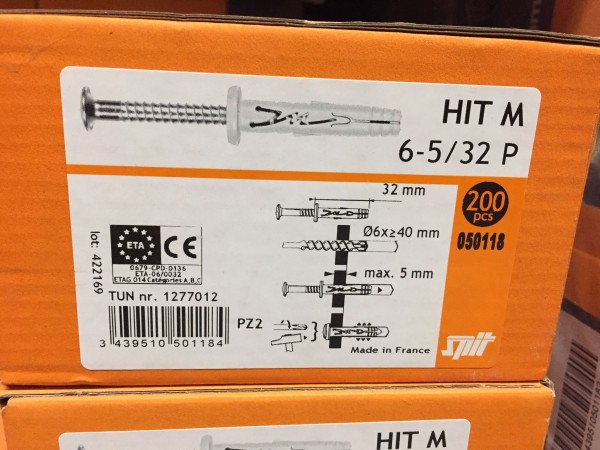 HIT M
6-5/32 P
32 mm
200
pcs
Ø6x≥40 mm
050118
max. 5 mm
lot: 422169
ETA
CE
0679-CPD-0136
ETA-06/0032
ETAG 014 Catégories A,B,C
TUN nr. 1277012
3 439510 501184
PZ2
Made in France
Spit
HIT M